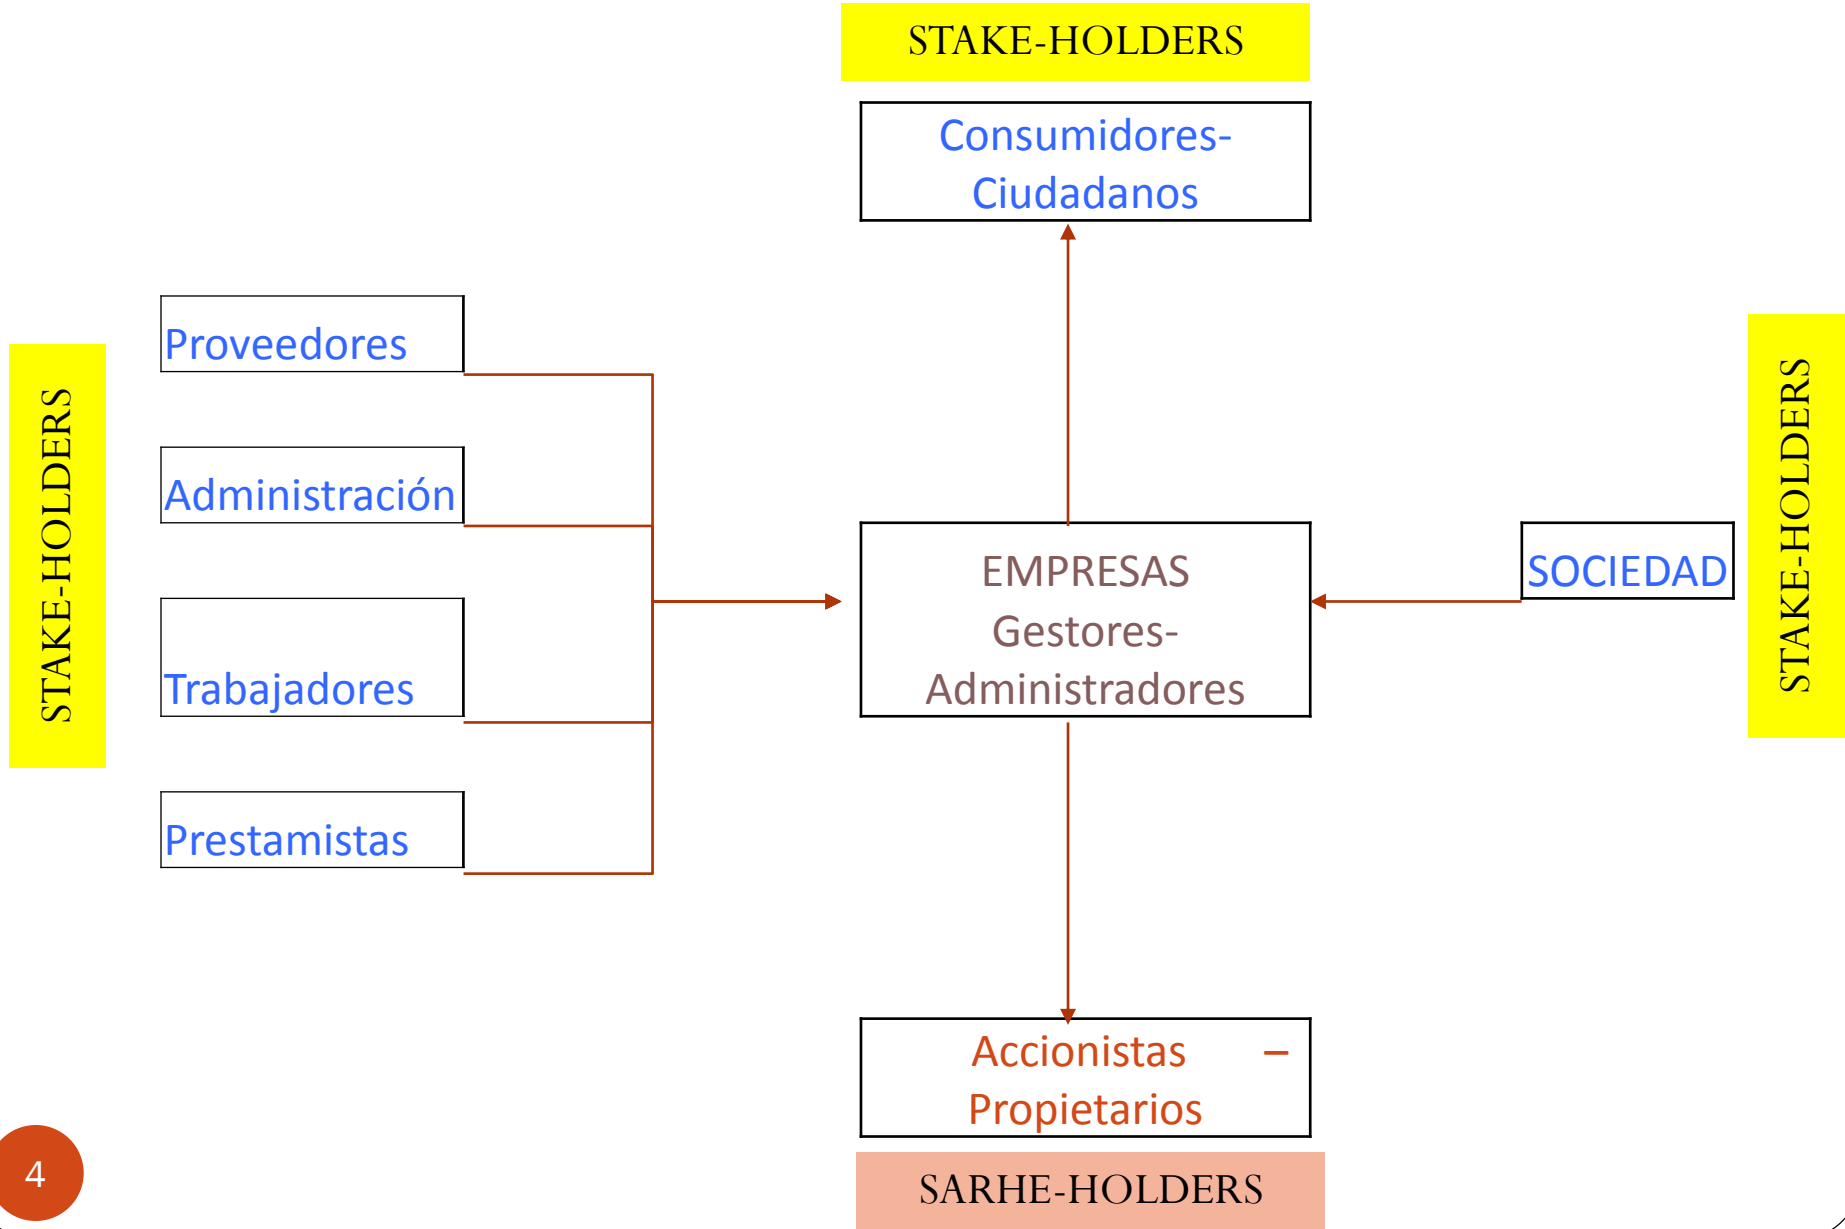 STAKE-HOLDERS
Consumidores-
Ciudadanos
STAKE-HOLDERS
Proveedores
Administración
Trabajadores
Prestamistas
EMPRESAS
Gestores-
Administradores
SOCIEDAD
STAKE-HOLDERS
Accionistas –
Propietarios
SARHE-HOLDERS
4